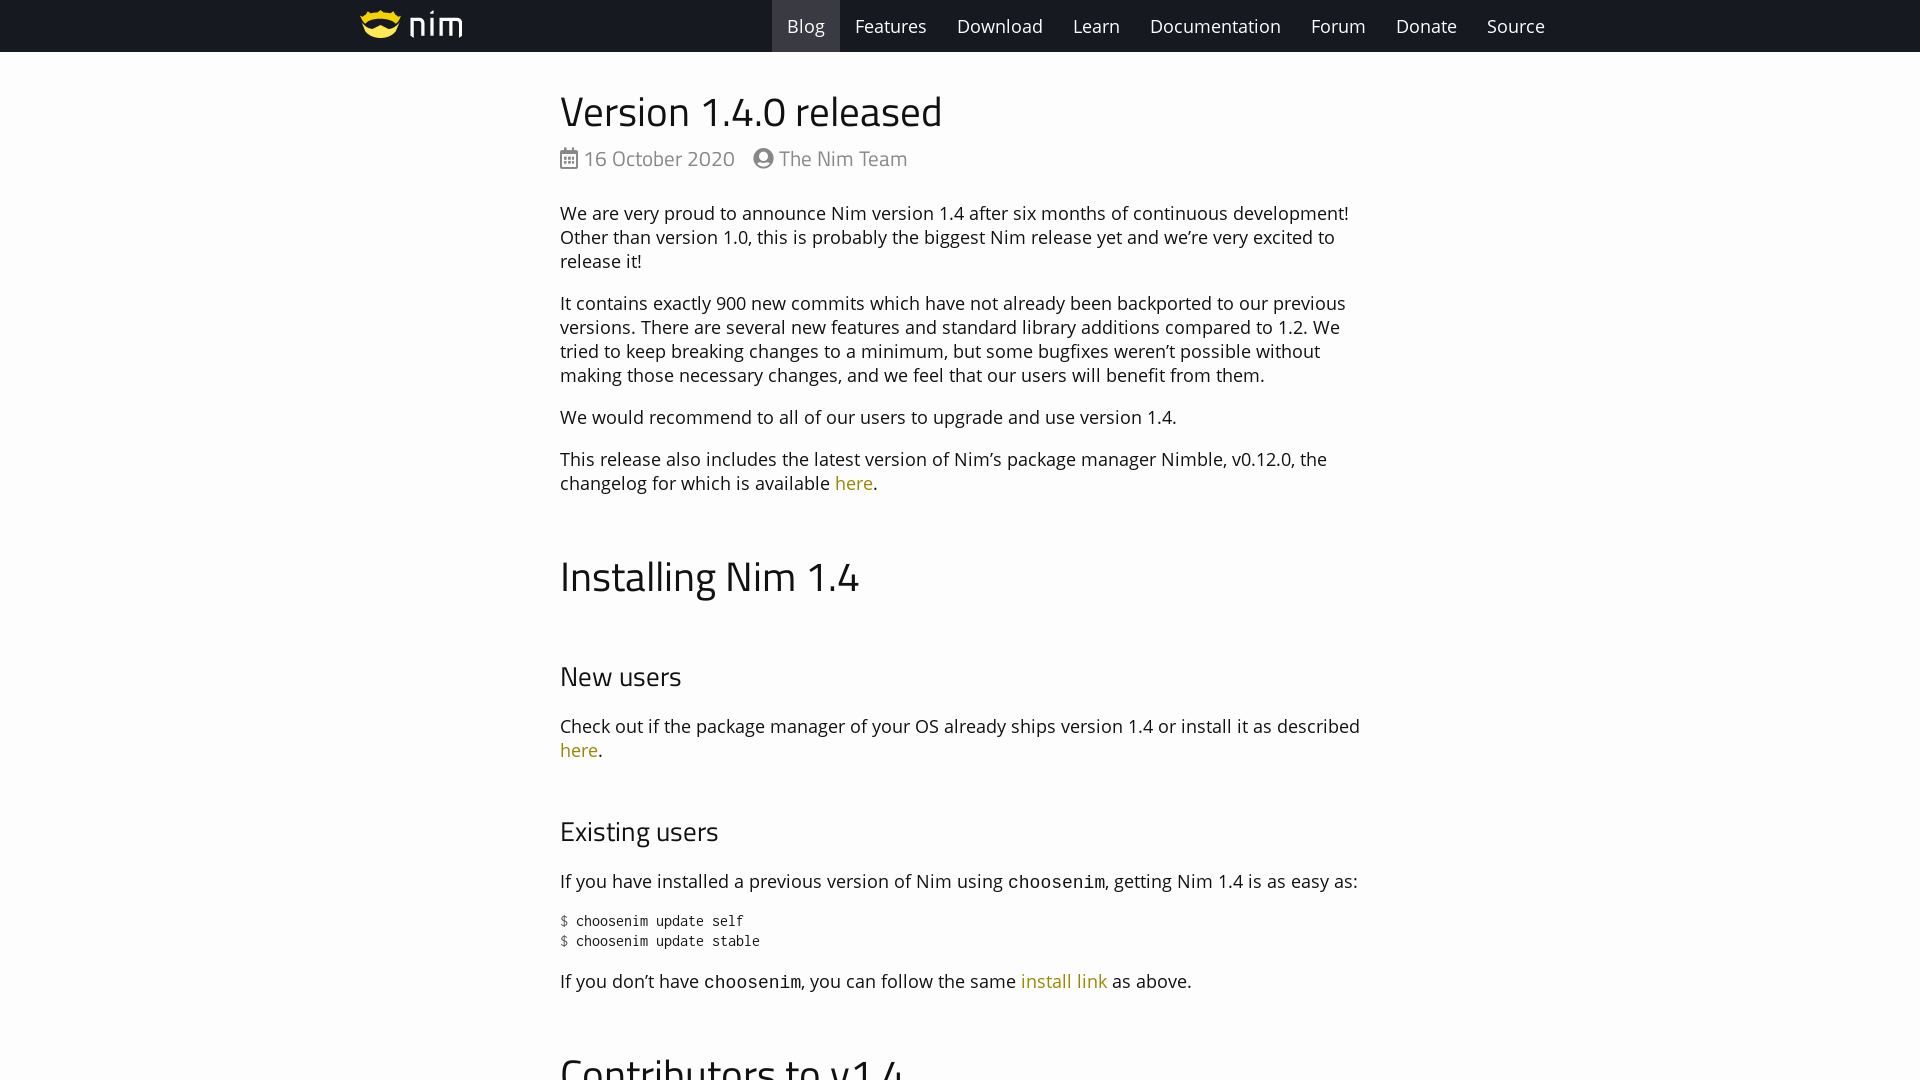 nim
Blog Features Download Learn Documentation Forum Donate Source
Version 1.4.0 released
16 October 2020 The Nim Team
We are very proud to announce Nim version 1.4 after six months of continuous development!
Other than version 1.0, this is probably the biggest Nim release yet and we’re very excited to
release it!
It contains exactly 900 new commits which have not already been backported to our previous
versions. There are several new features and standard library additions compared to 1.2. We
tried to keep breaking changes to a minimum, but some bugfixes weren’t possible without
making those necessary changes, and we feel that our users will benefit from them.
We would recommend to all of our users to upgrade and use version 1.4.
This release also includes the latest version of Nim’s package manager Nimble, v0.12.0, the
changelog for which is available here.
Installing Nim 1.4
New users
Check out if the package manager of your OS already ships version 1.4 or install it as described
here.
Existing users
If you have installed a previous version of Nim using choosenim, getting Nim 1.4 is as easy as:
$ choosenim update self
$ choosenim update stable
If you don’t have choosenim, you can follow the same install link as above.
Contributors to v1.4